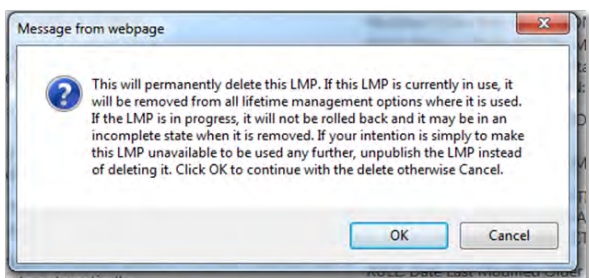 Message from webpage
This will permanently delete this LMP. If this LMP is currently in use, it
will be removed from all lifetime management options where it is used.
If the LMP is in progress, it will not be rolled back and it may be in an
incomplete state when it is removed. If your intention is simply to make
this LMP unavailable to be used any further, unpublish the LMP instead
of deleting it. Click OK to continue with the delete otherwise Cancel.
OK
Cancel